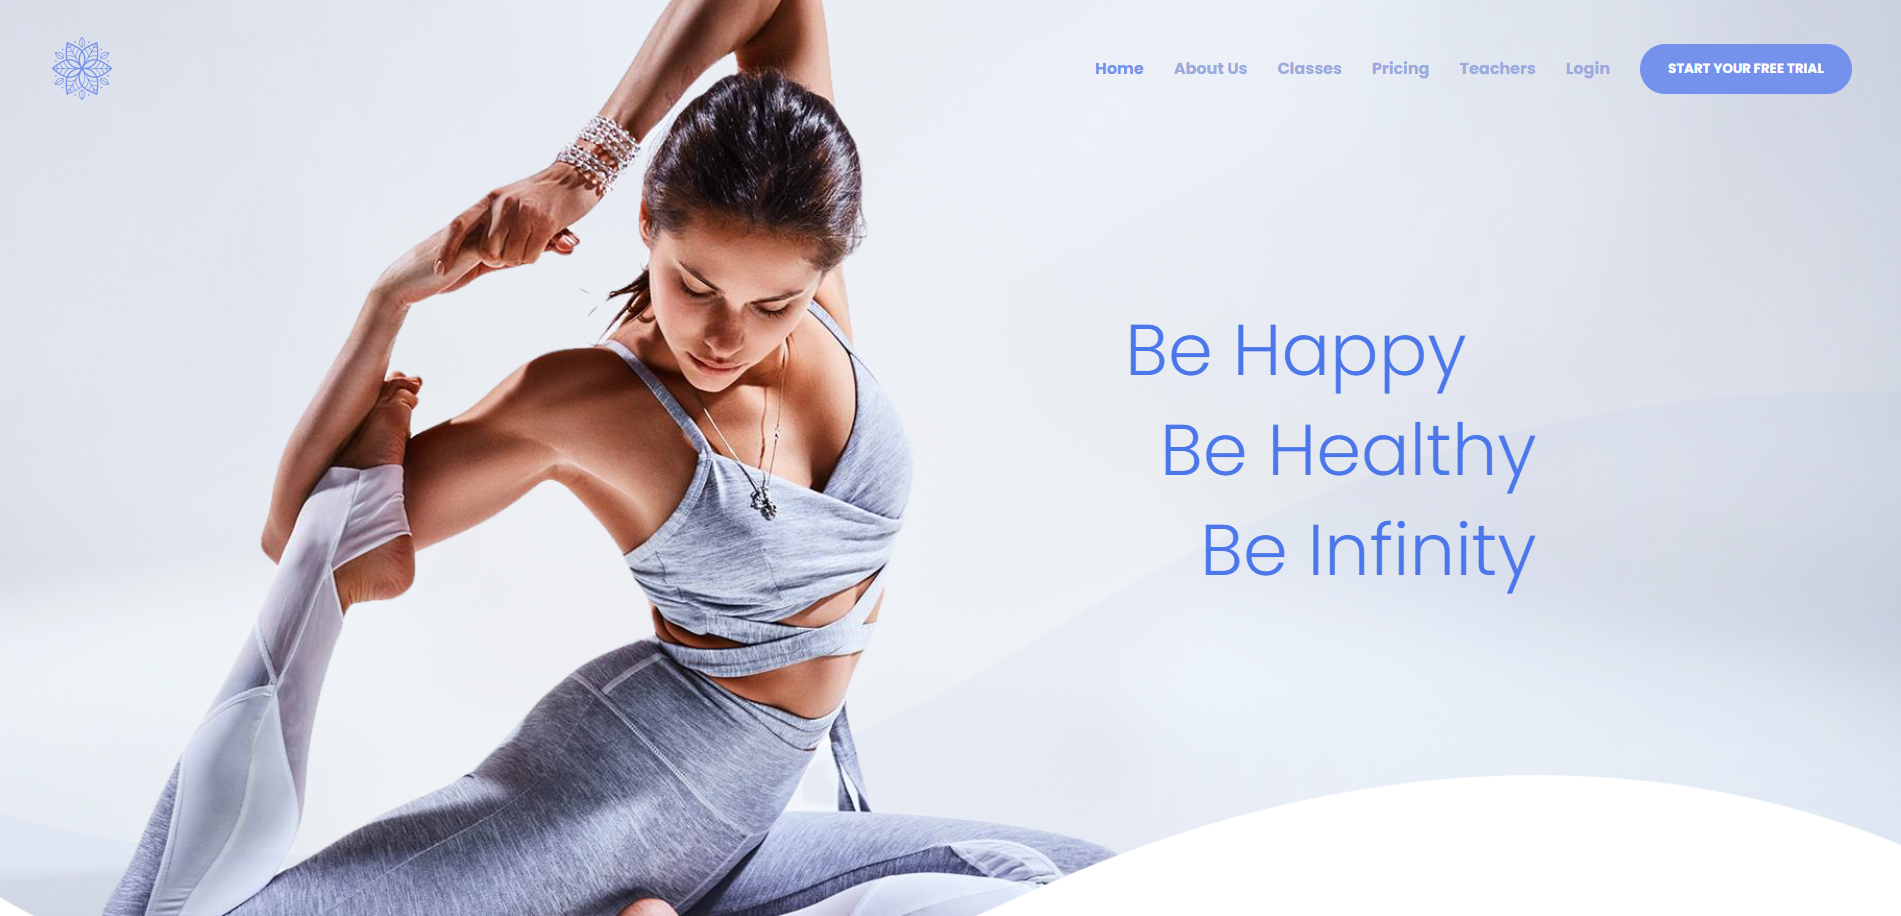 Home About Us Classes Pricing Teachers Login START YOUR FREE TRIAL
Be Happy
Be Healthy
Be Infinity